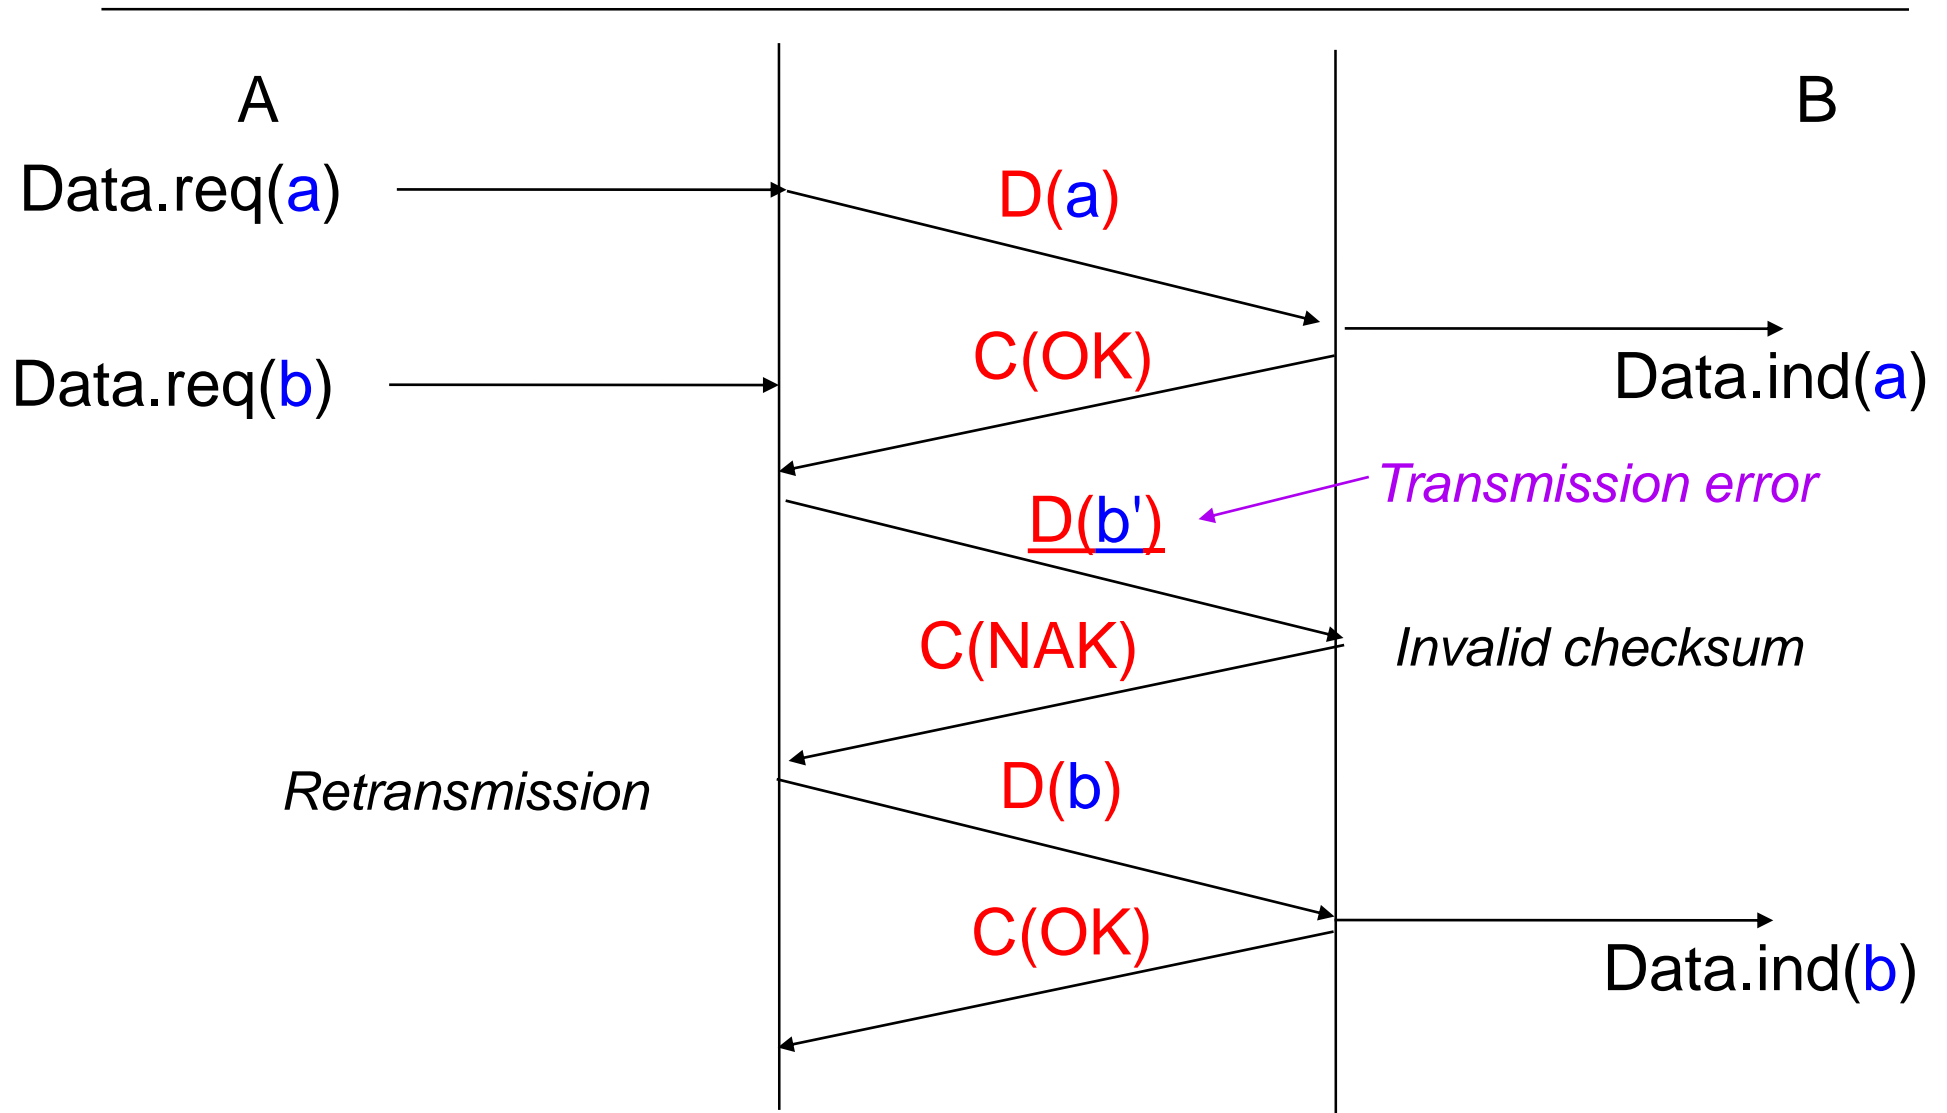 A
B
Data.req(a)
D(a)
C(OK)
Data.req(b)
Data.ind(a)
Transmission error
D(b')
C(NAK)
Invalid checksum
Retransmission
D(b)
C(OK)
Data.ind(b)